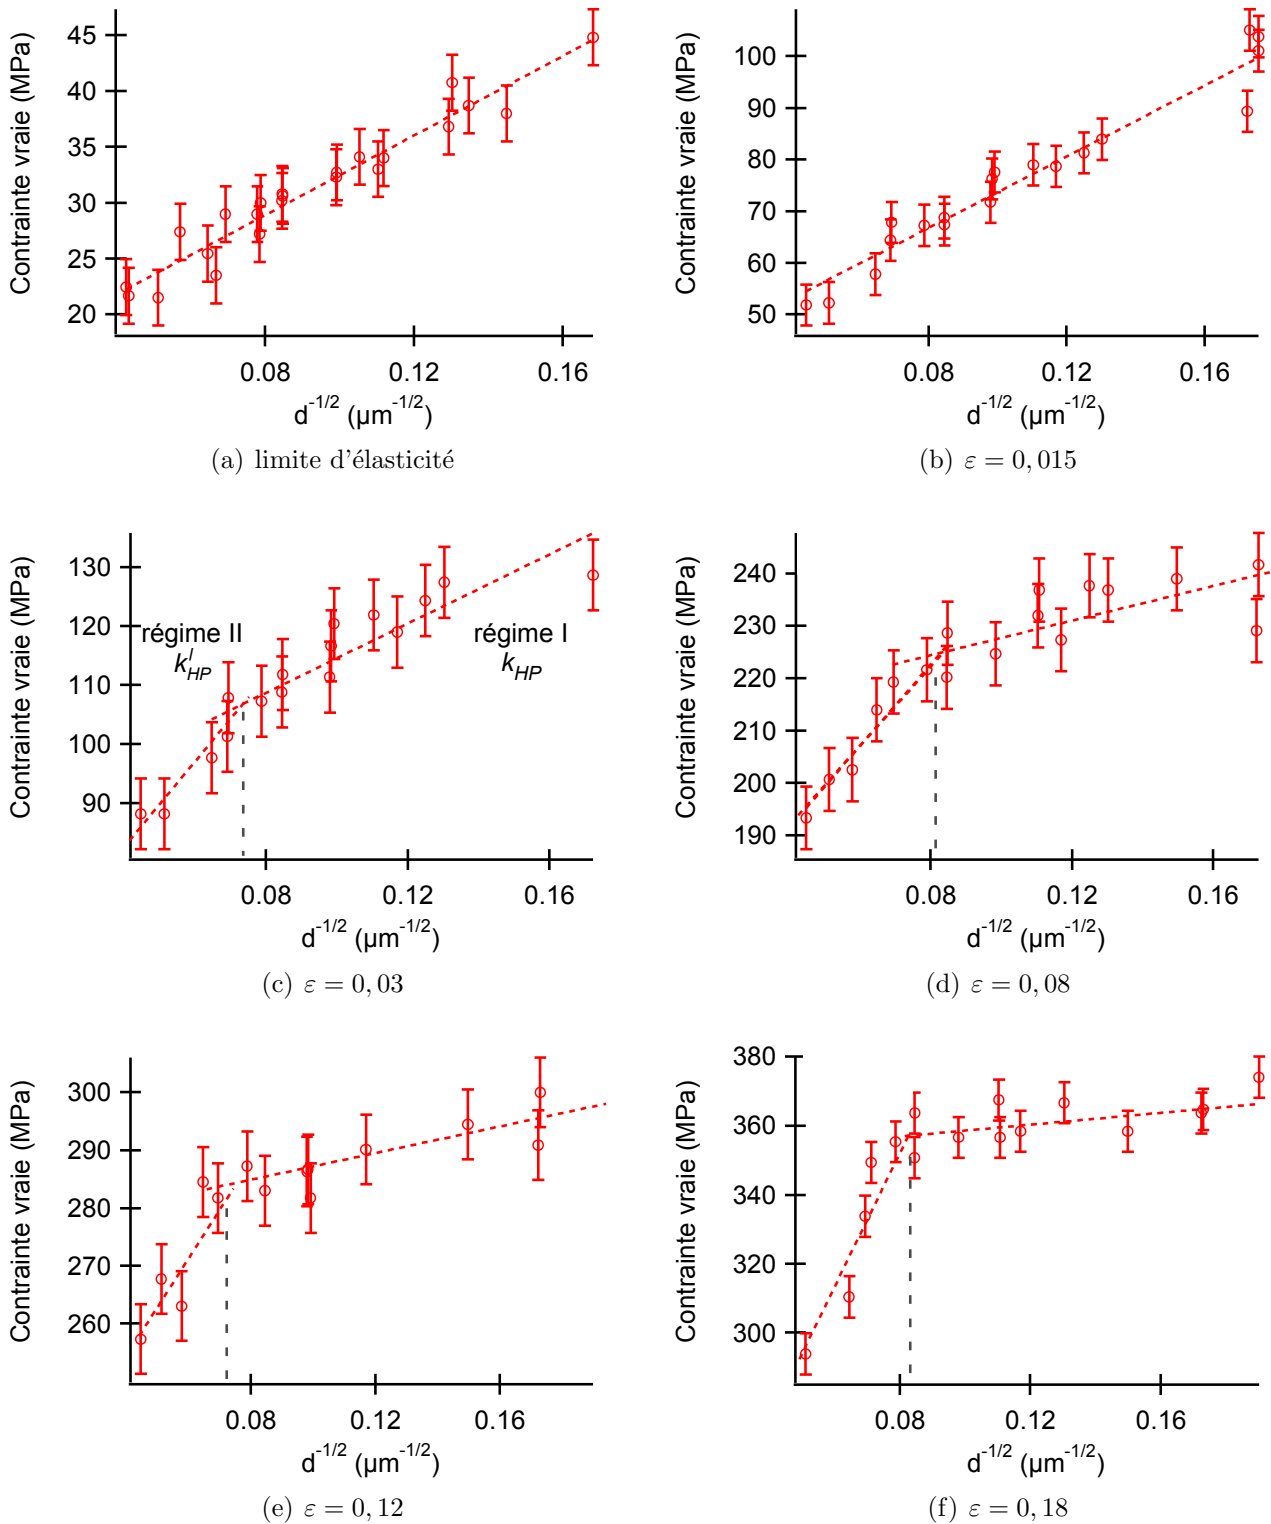 Contrainte vraie (MPa)
45
40
35
30
25
20
0.08 0.12 0.16
d^-1/2 (µm^-1/2)
(a) limite d'élasticité
Contrainte vraie (MPa)
100
90
80
70
60
50
0.08 0.12 0.16
d^-1/2 (µm^-1/2)
(b) ε = 0, 015
Contrainte vraie (MPa)
130
120
110
100
90
régime II
k^I_HP
régime I
k_HP
0.08 0.12 0.16
d^-1/2 (µm^-1/2)
(c) ε = 0, 03
Contrainte vraie (MPa)
240
230
220
210
200
190
0.08 0.12 0.16
d^-1/2 (µm^-1/2)
(d) ε = 0, 08
Contrainte vraie (MPa)
300
290
280
270
260
0.08 0.12 0.16
d^-1/2 (µm^-1/2)
(e) ε = 0, 12
Contrainte vraie (MPa)
380
360
340
320
300
0.08 0.12 0.16
d^-1/2 (µm^-1/2)
(f) ε = 0, 18